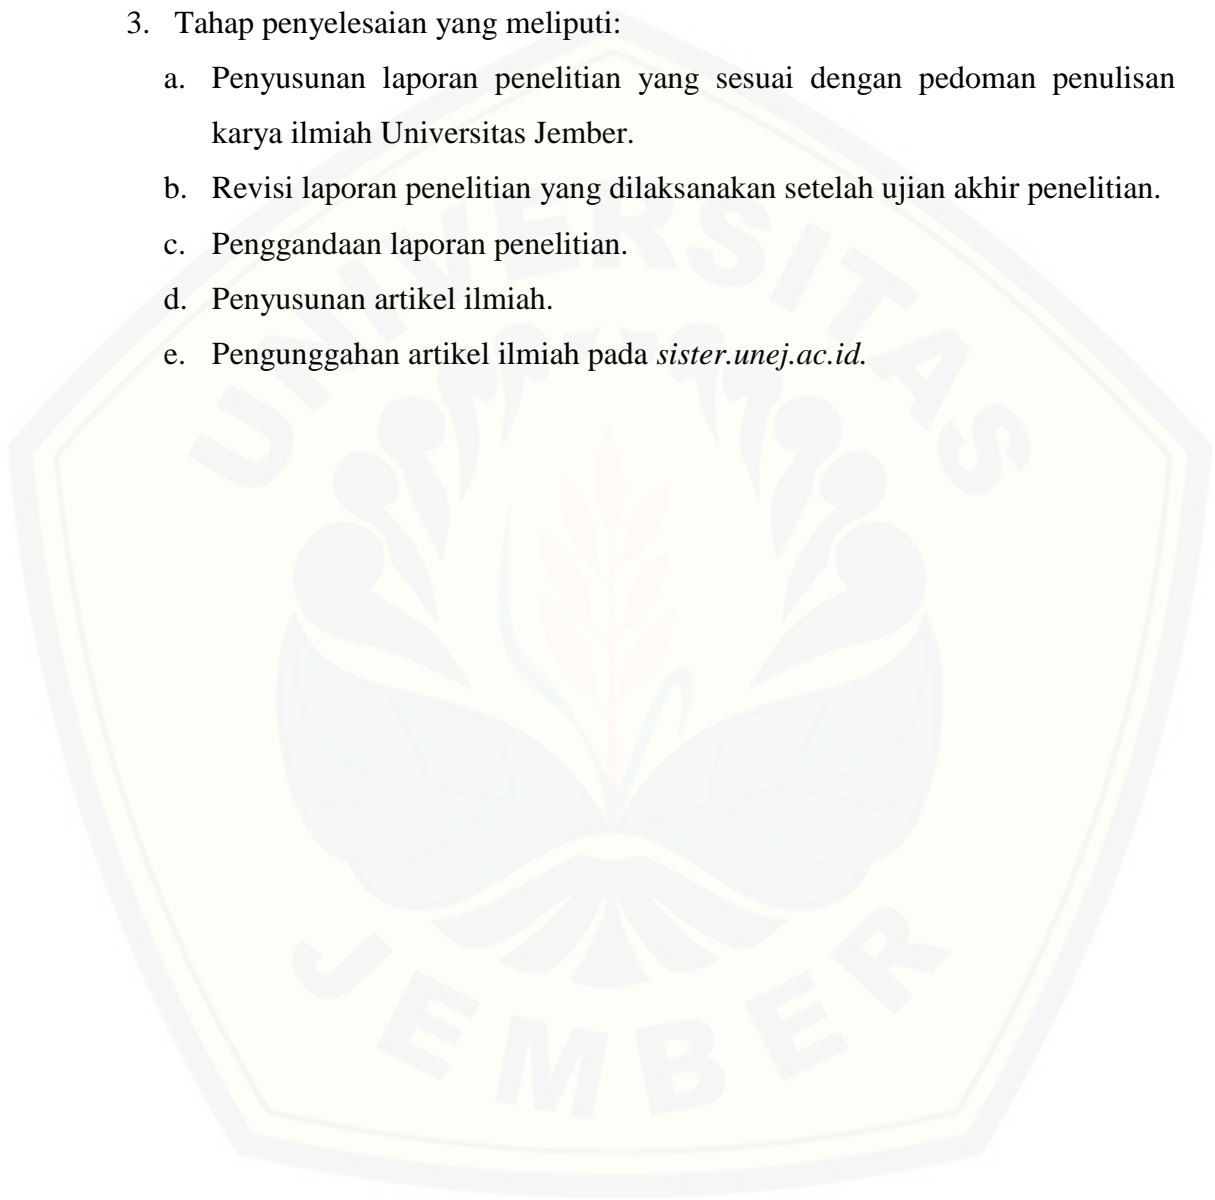 3. Tahap penyelesaian yang meliputi:
a. Penyusunan laporan penelitian yang sesuai dengan pedoman penulisan
karya ilmiah Universitas Jember.
b. Revisi laporan penelitian yang dilaksanakan setelah ujian akhir penelitian.
c. Penggandaan laporan penelitian.
d. Penyusunan artikel ilmiah.
e. Pengunggahan artikel ilmiah pada sister.unej.ac.id.
UNIVERSITAS
JEMBER